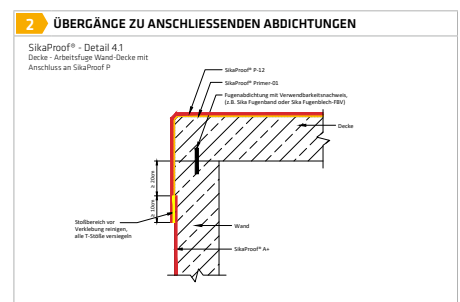 2 ÜBERGÄNGE ZU ANSCHLIESSENDEN ABDICHTUNGEN
SikaProof® - Detail 4.1
Decke - Arbeitsfuge Wand-Decke mit
Anschluss an SikaProof P
SikaProof® P-12
SikaProof® Primer-01
Fugenabdichtung mit Verwendbarkeitsnachweis,
(z.B. Sika Fugenband oder Sika Fugenblech-FBV)
Decke
≥ 20cm
≥ 10cm
Stoßbereich vor
Verklebung reinigen,
alle T-Stöße versiegeln
Wand
SikaProof® A+